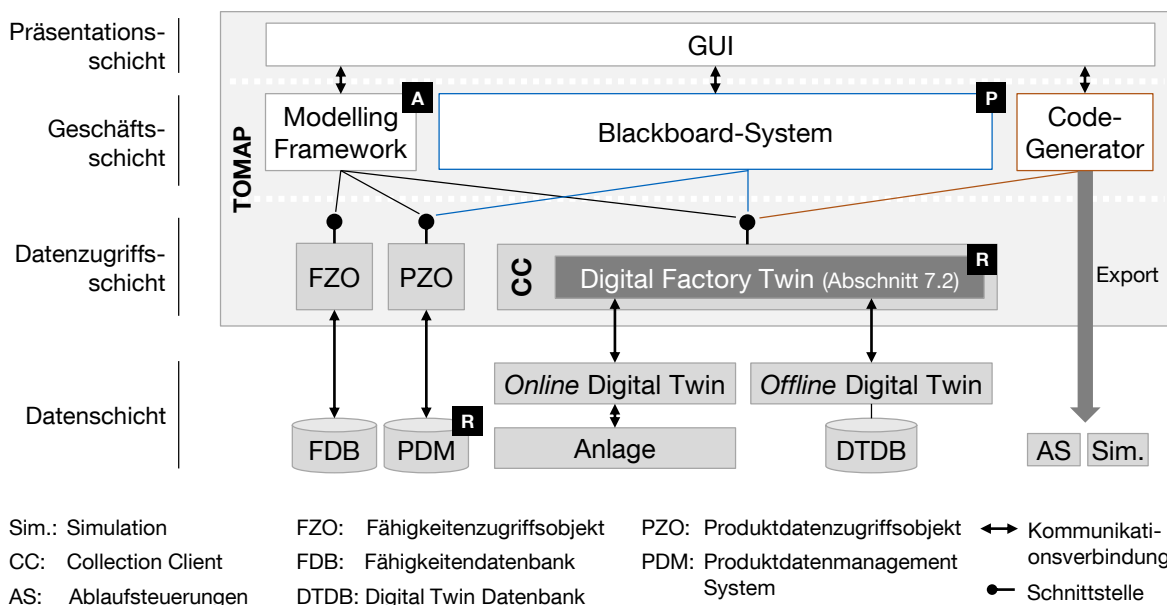 Präsentations-
schicht
GUI
Geschäfts-
schicht
TOMAP
Modelling
Framework
A
Blackboard-System
P
Code-
Generator
Datenzugriffs-
schicht
FZO
PZO
CC
Digital Factory Twin (Abschnitt 7.2)
R
Export
Datenschicht
Online Digital Twin
Offline Digital Twin
FDB
PDM
R
Anlage
DTDB
AS
Sim.
Sim.: Simulation
CC: Collection Client
AS: Ablaufsteuerungen
FZO: Fähigkeitenzugriffsobjekt
FDB: Fähigkeitendatenbank
DTDB: Digital Twin Datenbank
PZO: Produktdatenzugriffsobjekt
PDM: Produktdatenmanagement
System
Kommunikati-
onsverbindung
Schnittstelle